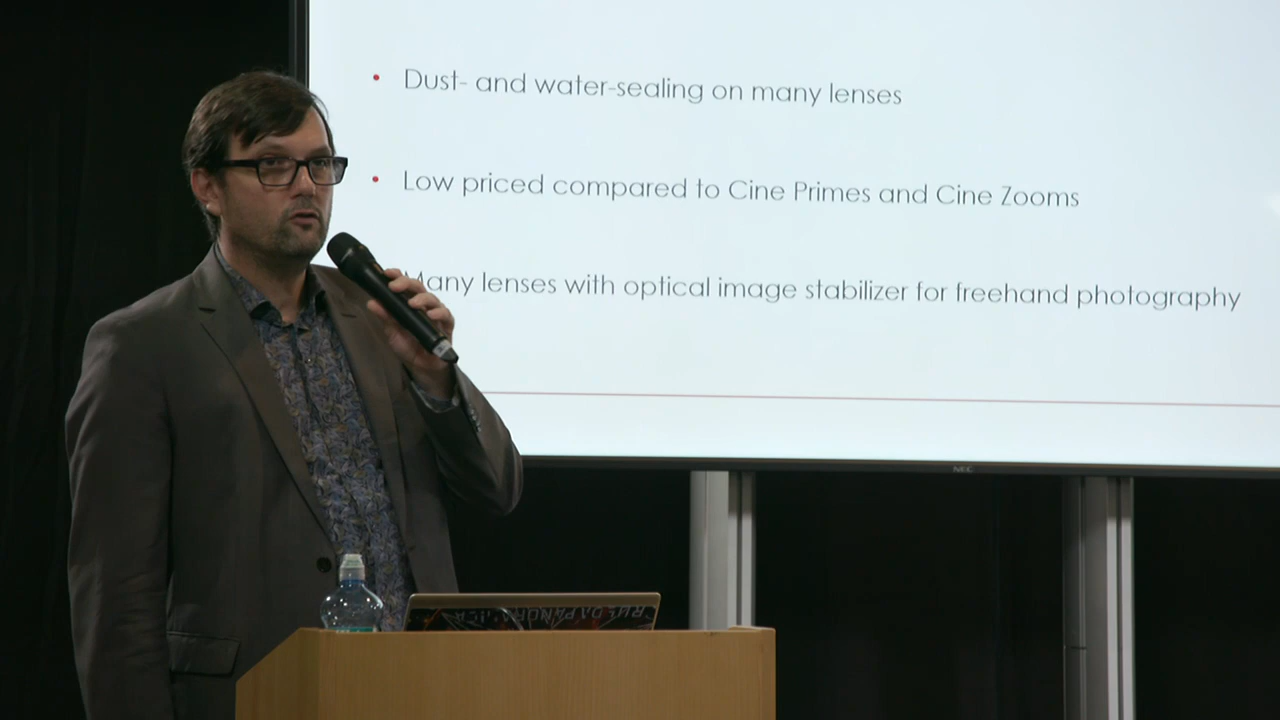 Dust- and water-sealing on many lenses
Low priced compared to Cine Primes and Cine Zooms
Many lenses with optical image stabilizer for freehand photography
NEC